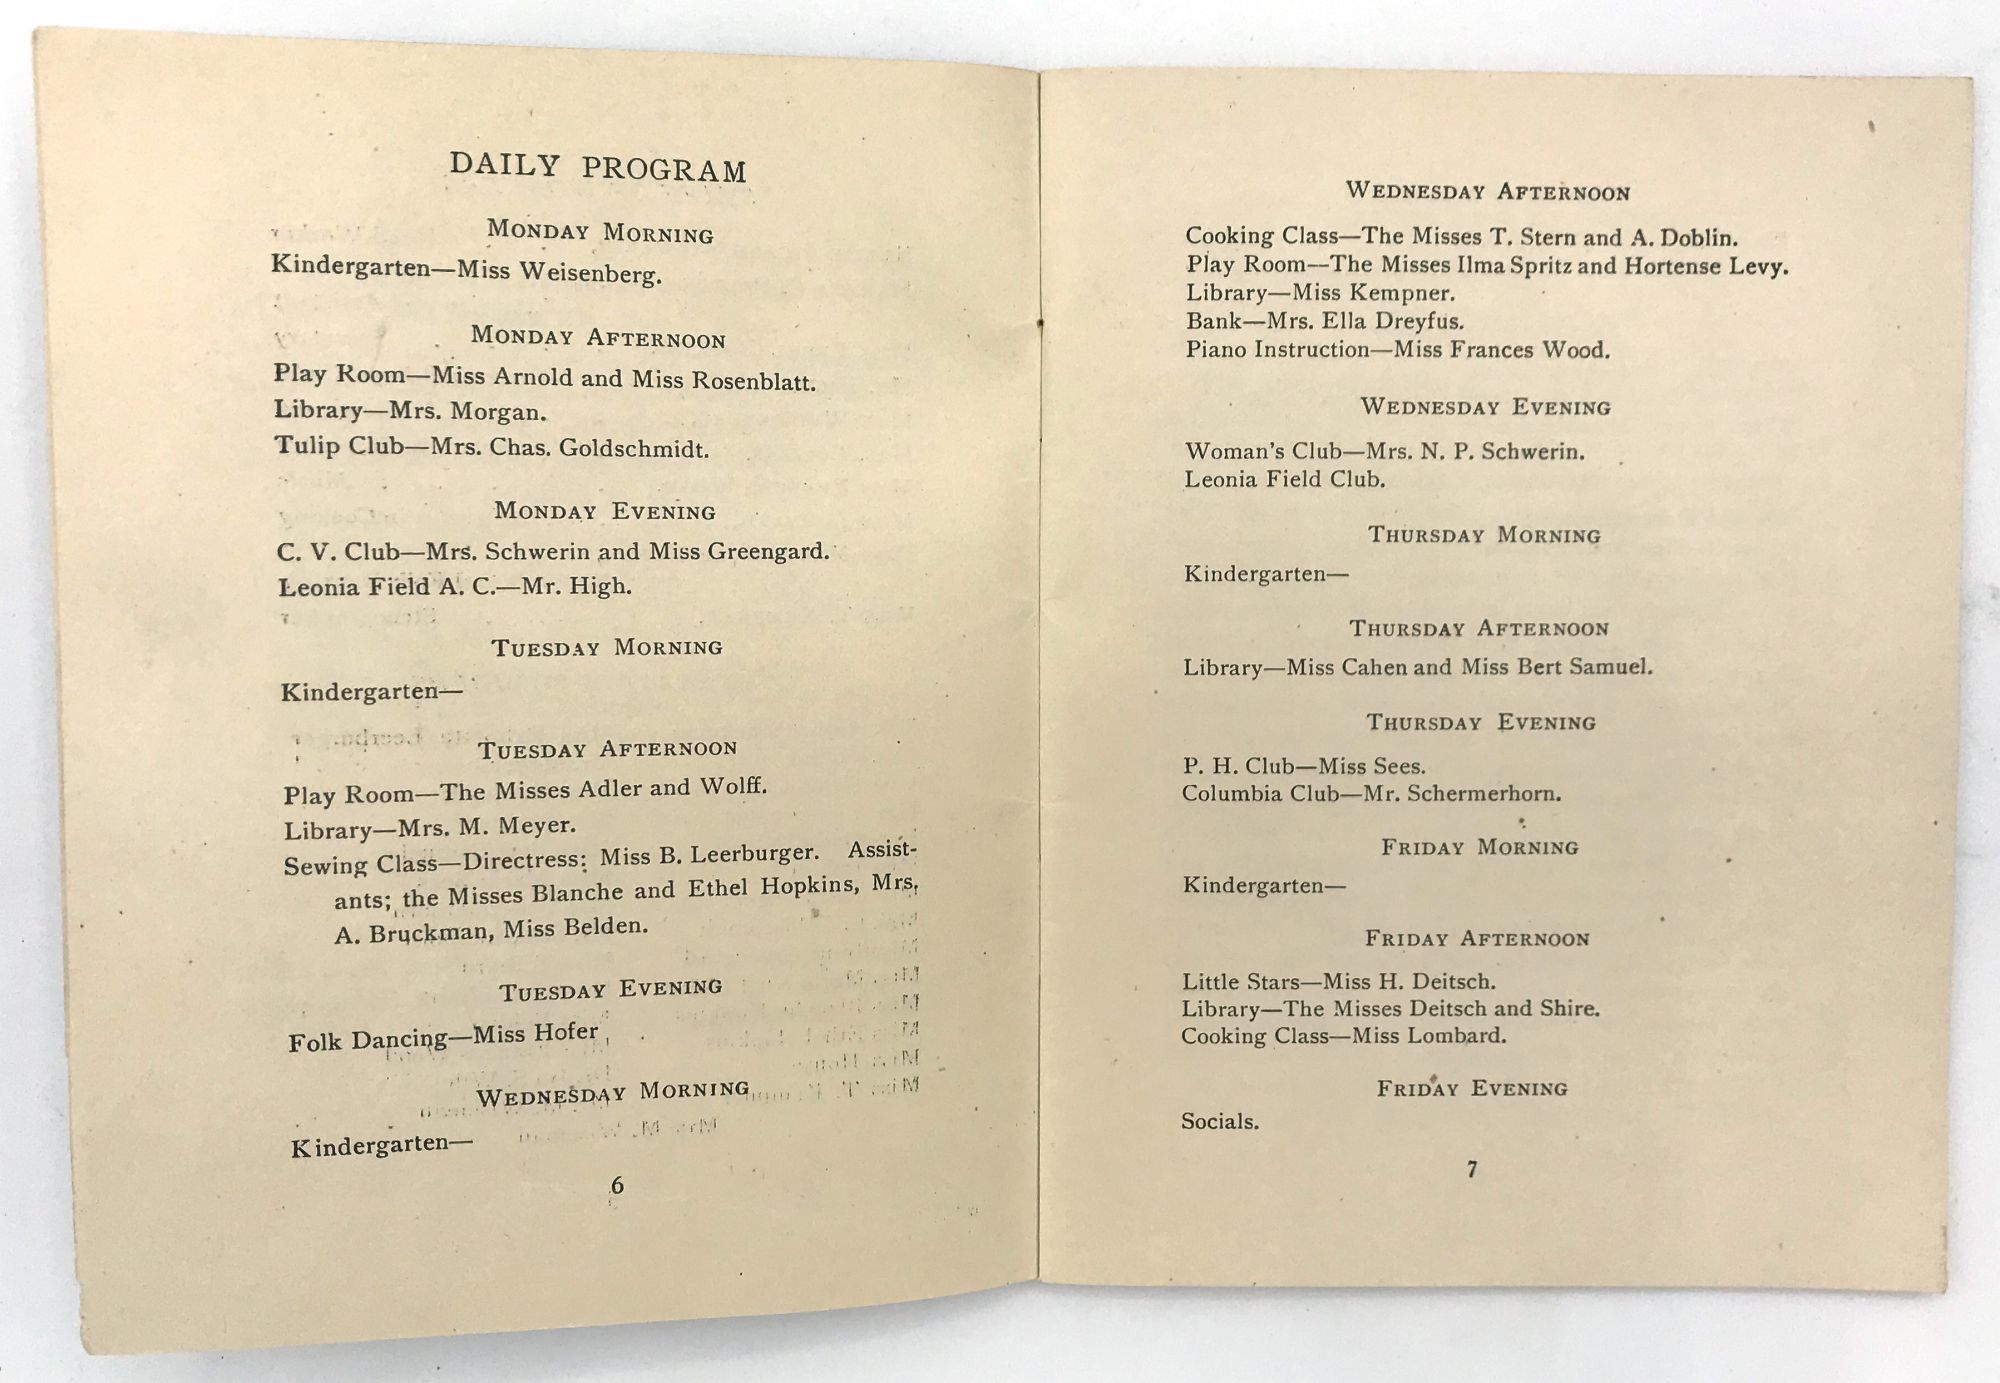 DAILY PROGRAM
MONDAY MORNING
Kindergarten—Miss Weisenberg.
MONDAY AFTERNOON
Play Room—Miss Arnold and Miss Rosenblatt.
Library—Mrs. Morgan.
Tulip Club—Mrs. Chas. Goldschmidt.
MONDAY EVENING
C. V. Club—Mrs. Schwerin and Miss Greengard.
Leonia Field A. C.—Mr. High.
TUESDAY MORNING
Kindergarten—
TUESDAY AFTERNOON
Play Room—The Misses Adler and Wolff.
Library—Mrs. M. Meyer.
Sewing Class—Directress: Miss B. Leerburger. Assist-
ants; the Misses Blanche and Ethel Hopkins, Mrs.
A. Bruckman, Miss Belden.
TUESDAY EVENING
Folk Dancing—Miss Hofer
WEDNESDAY MORNING
Kindergarten—
6
WEDNESDAY AFTERNOON
Cooking Class—The Misses T. Stern and A. Doblin.
Play Room—The Misses Ilma Spritz and Hortense Levy.
Library—Miss Kempner.
Bank—Mrs. Ella Dreyfus.
Piano Instruction—Miss Frances Wood.
WEDNESDAY EVENING
Woman's Club—Mrs. N. P. Schwerin.
Leonia Field Club.
THURSDAY MORNING
Kindergarten—
THURSDAY AFTERNOON
Library—Miss Cahen and Miss Bert Samuel.
THURSDAY EVENING
P. H. Club—Miss Sees.
Columbia Club—Mr. Schermerhorn.
FRIDAY MORNING
Kindergarten—
FRIDAY AFTERNOON
Little Stars—Miss H. Deitsch.
Library—The Misses Deitsch and Shire.
Cooking Class—Miss Lombard.
FRIDAY EVENING
Socials.
7